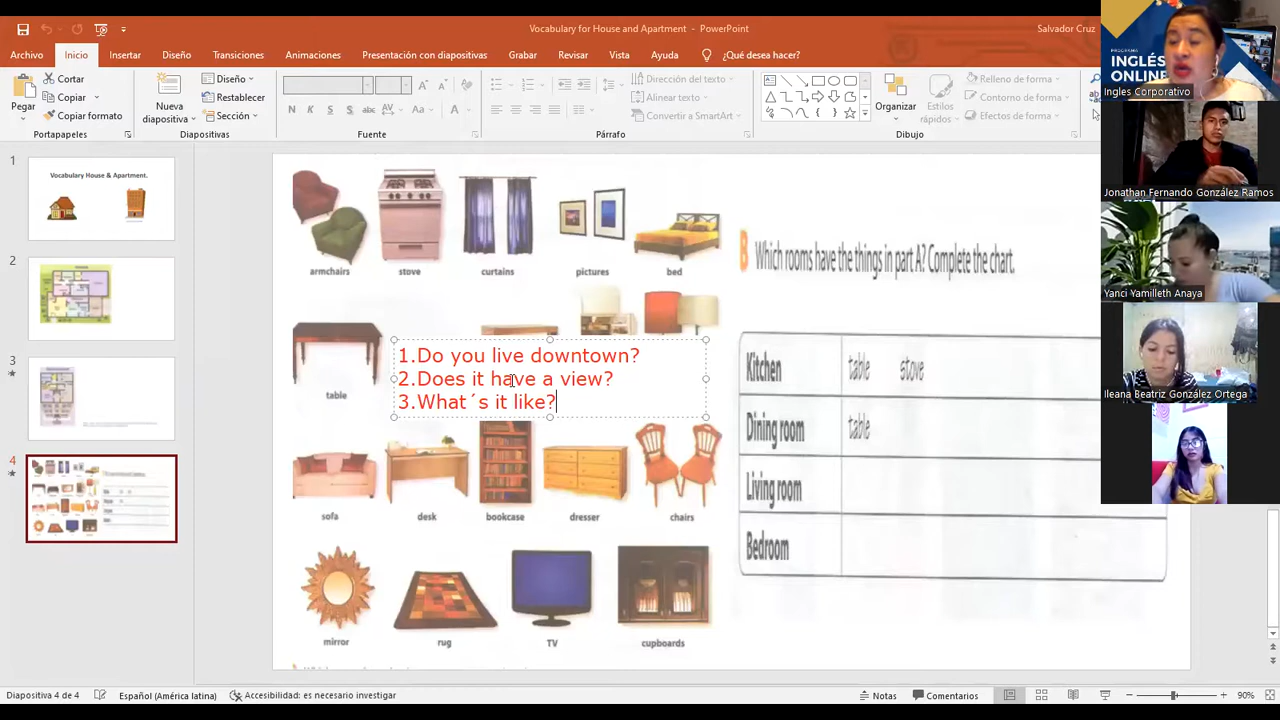 Vocabulary for House and Apartment - PowerPoint
Salvador Cruz
Archivo Inicio Insertar Diseño Transiciones Animaciones Presentación con diapositivas Grabar Revisar Vista Ayuda ¿Qué desea hacer?
Pegar
Cortar
Copiar
Copiar formato
Portapapeles
Nueva diapositiva
Diseño
Restablecer
Sección
Diapositivas
Fuente
Dirección del texto
Alinear texto
Convertir a SmartArt
Párrafo
Organizar
Estilos rápidos
Relleno de forma
Contorno de forma
Efectos de forma
Dibujo
1
Vocabulary House & Apartment.
2
3
4
armchairs stove curtains pictures bed
table
1.Do you live downtown?
2.Does it have a view?
3.What´s it like?
sofa desk bookcase dresser chairs
mirror rug TV cupboards
B Which rooms have the things in part A? Complete the chart.
Kitchen table stove
Dining room table
Living room
Bedroom
PROGRAMA
INGLÉS
ONLINE
Ingles Corporativo
Jonathan Fernando González Ramos
Yanci Yamilleth Anaya
Ileana Beatriz González Ortega
Diapositiva 4 de 4 Español (América latina) Accesibilidad: es necesario investigar Notas Comentarios 90%